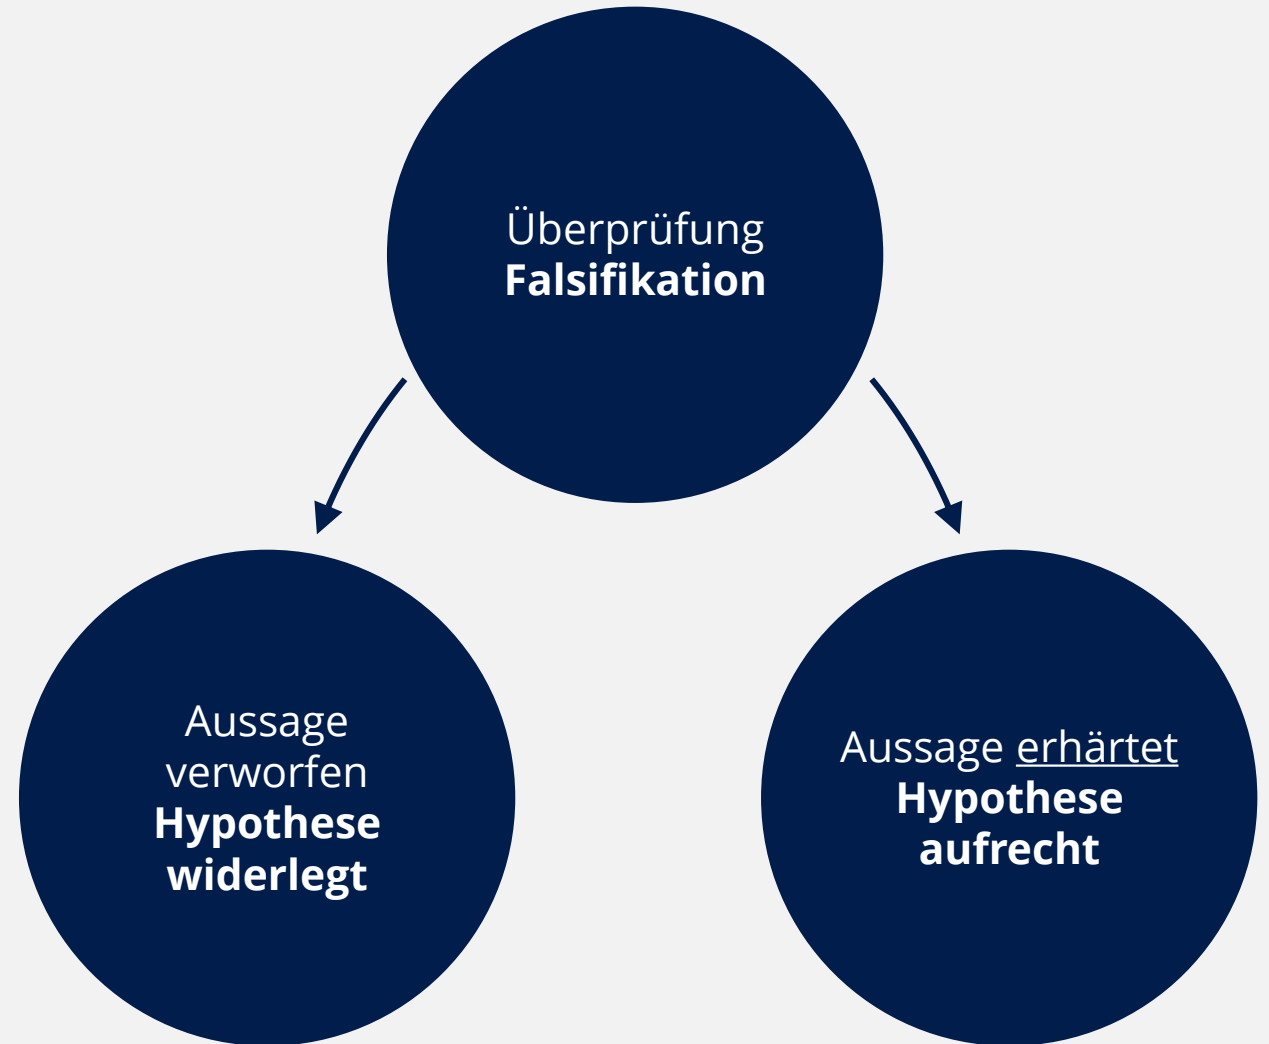 Überprüfung
Falsifikation
Aussage
verworfen
Hypothese
widerlegt
Aussage erhärtet
Hypothese
aufrecht